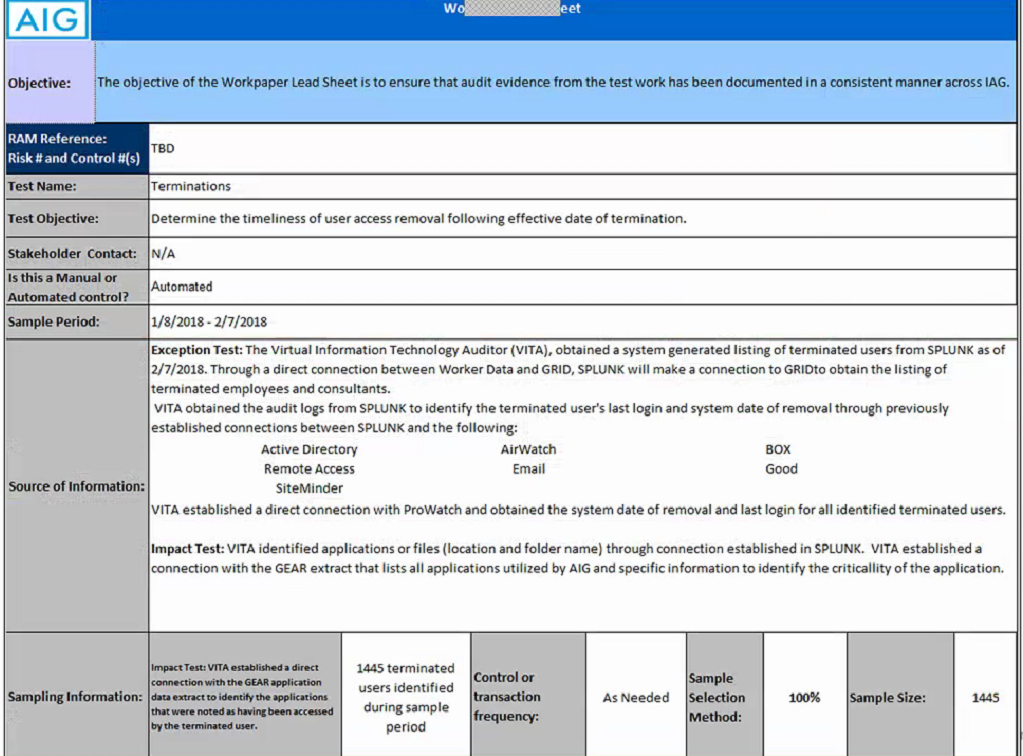 AIG
Wo eet
Objective:
The objective of the Workpaper Lead Sheet is to ensure that audit evidence from the test work has been documented in a consistent manner across IAG.
RAM Reference:
Risk # and Control #(s)
TBD
Test Name:
Terminations
Test Objective:
Determine the timeliness of user access removal following effective date of termination.
Stakeholder Contact:
N/A
Is this a Manual or
Automated control?
Automated
Sample Period:
1/8/2018 - 2/7/2018
Source of Information:
Exception Test: The Virtual Information Technology Auditor (VITA), obtained a system generated listing of terminated users from SPLUNK as of
2/7/2018. Through a direct connection between Worker Data and GRID, SPLUNK will make a connection to GRIDto obtain the listing of
terminated employees and consultants.
VITA obtained the audit logs from SPLUNK to identify the terminated user's last login and system date of removal through previously
established connections between SPLUNK and the following:
Active Directory AirWatch BOX
Remote Access Email Good
SiteMinder
VITA established a direct connection with ProWatch and obtained the system date of removal and last login for all identified terminated users.
Impact Test: VITA identified applications or files (location and folder name) through connection established in SPLUNK. VITA established a
connection with the GEAR extract that lists all applications utilized by AIG and specific information to identify the criticallity of the application.
Sampling Information:
Impact Test: VITA established a direct
connection with the GEAR application
data extract to identify the applications
that were noted as having been accessed
by the terminated user.
1445 terminated
users identified
during sample
period
Control or
transaction
frequency:
As Needed
Sample
Selection
Method:
100%
Sample Size:
1445